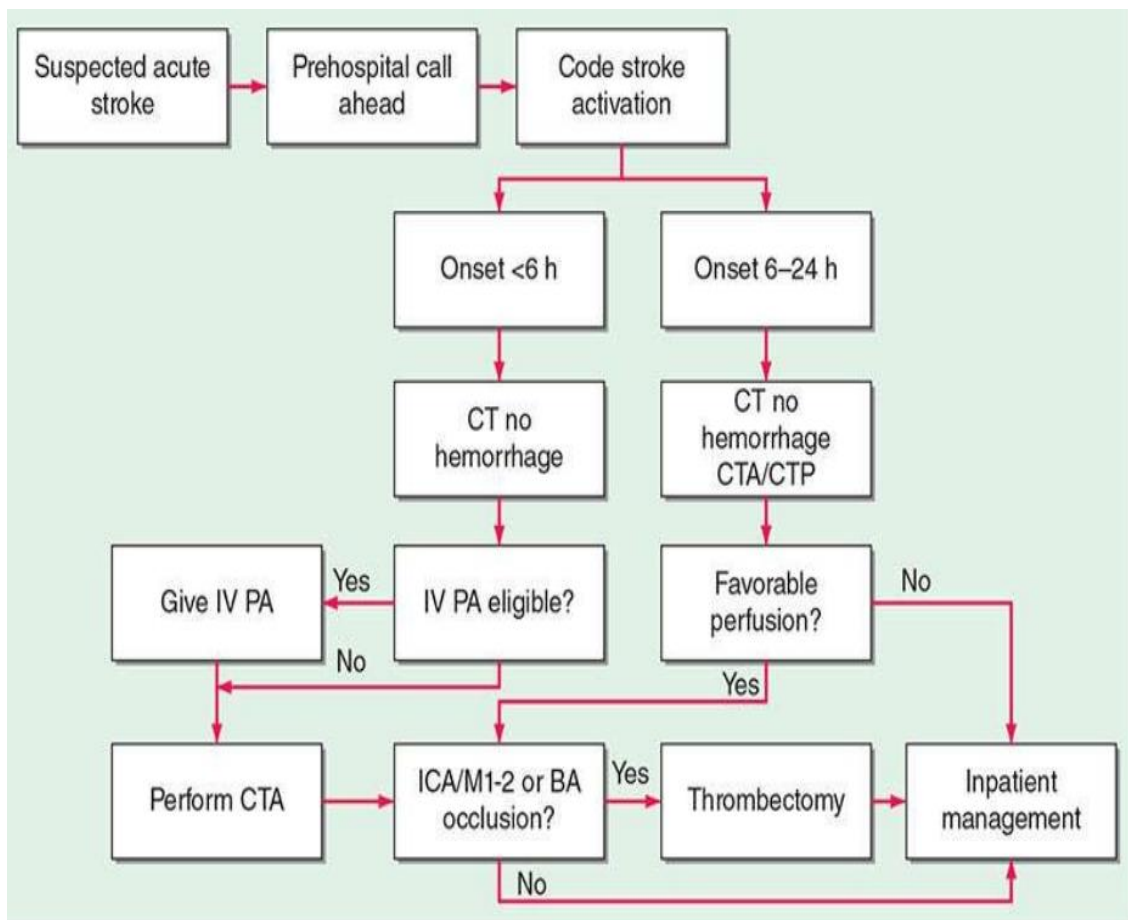 Suspected acute
stroke
Prehospital call
ahead
Code stroke
activation
Onset <6 h
Onset 6–24 h
CT no
hemorrhage
CT no
hemorrhage
CTA/CTP
Give IV PA
Yes
IV PA eligible?
No
Favorable
perfusion?
No
Yes
Perform CTA
ICA/M1-2 or BA
occlusion?
Yes
No
Thrombectomy
Inpatient
management